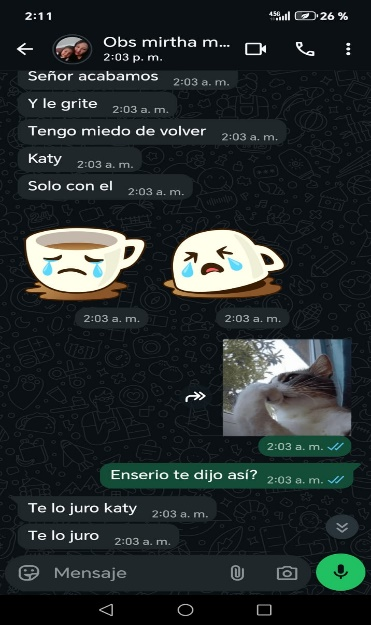 2:11
4,5G
26 %
Obs mirtha m...
2:03 p. m.
Señor acabamos 2:03 a. m.
Y le grite 2:03 a. m.
Tengo miedo de volver 2:03 a. m.
Katy 2:03 a. m.
Solo con el 2:03 a. m.
2:03 a. m. 2:03 a. m.
2:03 a. m.
Enserio te dijo así? 2:03 a. m.
Te lo juro katy 2:03 a. m.
Te lo juro 2:03 a. m.
Mensaje